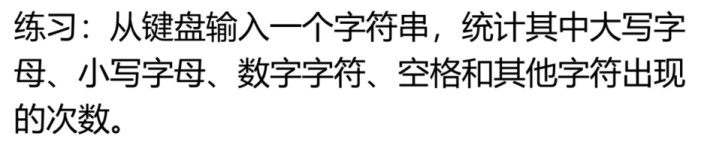 练习：从键盘输入一个字符串，统计其中大写字
母、小写字母、数字字符、空格和其他字符出现
的次数。